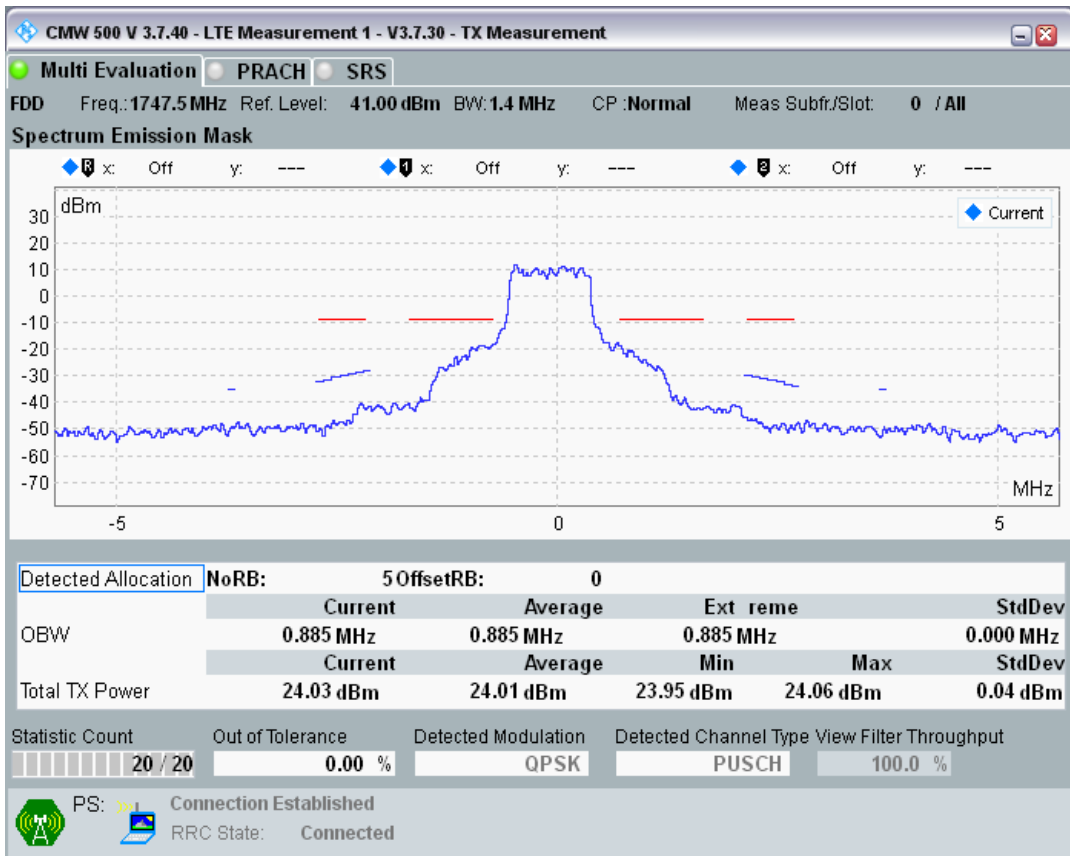 CMW 500 V 3.7.40 - LTE Measurement 1 - V3.7.30 - TX Measurement
Multi Evaluation PRACH SRS
FDD Freq.: 1747.5 MHz Ref. Level: 41.00 dBm BW: 1.4 MHz CP : Normal Meas Subfr./Slot: 0 / All
Spectrum Emission Mask
R x: Off y: --- 1 x: Off y: --- 2 x: Off y: ---
dBm
Current
30
20
10
0
-10
-20
-30
-40
-50
-60
-70
MHz
-5 0 5
Detected Allocation NoRB: 5 OffsetRB: 0
Current Average Ext reme StdDev
OBW 0.885 MHz 0.885 MHz 0.885 MHz 0.000 MHz
Current Average Min Max StdDev
Total TX Power 24.03 dBm 24.01 dBm 23.95 dBm 24.06 dBm 0.04 dBm
Statistic Count Out of Tolerance Detected Modulation Detected Channel Type View Filter Throughput
20 / 20 0.00 % QPSK PUSCH 100.0 %
PS: Connection Established
RRC State: Connected